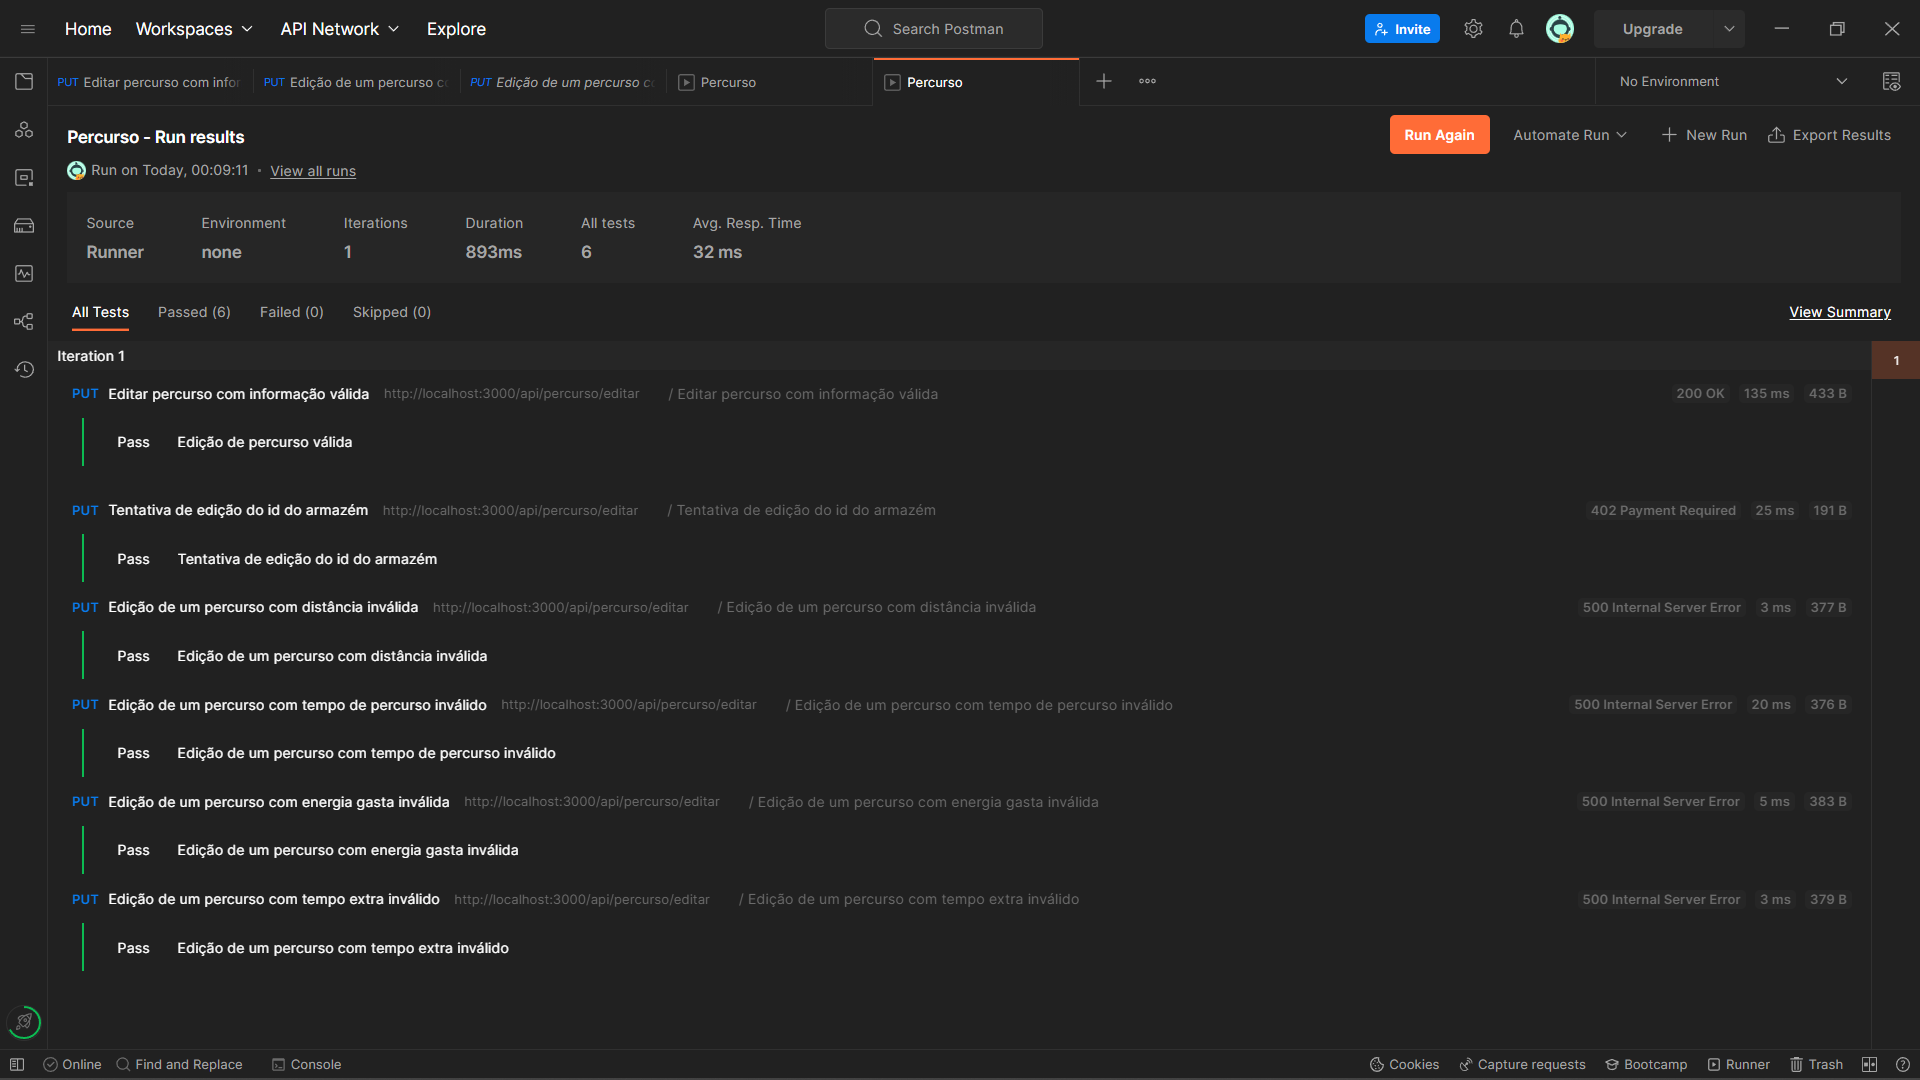 Home Workspaces API Network Explore Search Postman Invite Upgrade
PUT Editar percurso com infor PUT Edição de um percurso c PUT Edição de um percurso c Percurso Percurso No Environment
Percurso - Run results Run Again Automate Run New Run Export Results
Run on Today, 00:09:11 · View all runs
Source Environment Iterations Duration All tests Avg. Resp. Time
Runner none 1 893ms 6 32 ms
All Tests Passed (6) Failed (0) Skipped (0) View Summary
Iteration 1 1
PUT Editar percurso com informação válida http://localhost:3000/api/percurso/editar / Editar percurso com informação válida 200 OK 135 ms 433 B
Pass Edição de percurso válida
PUT Tentativa de edição do id do armazém http://localhost:3000/api/percurso/editar / Tentativa de edição do id do armazém 402 Payment Required 25 ms 191 B
Pass Tentativa de edição do id do armazém
PUT Edição de um percurso com distância inválida http://localhost:3000/api/percurso/editar / Edição de um percurso com distância inválida 500 Internal Server Error 3 ms 377 B
Pass Edição de um percurso com distância inválida
PUT Edição de um percurso com tempo de percurso inválido http://localhost:3000/api/percurso/editar / Edição de um percurso com tempo de percurso inválido 500 Internal Server Error 20 ms 376 B
Pass Edição de um percurso com tempo de percurso inválido
PUT Edição de um percurso com energia gasta inválida http://localhost:3000/api/percurso/editar / Edição de um percurso com energia gasta inválida 500 Internal Server Error 5 ms 383 B
Pass Edição de um percurso com energia gasta inválida
PUT Edição de um percurso com tempo extra inválido http://localhost:3000/api/percurso/editar / Edição de um percurso com tempo extra inválido 500 Internal Server Error 3 ms 379 B
Pass Edição de um percurso com tempo extra inválido
Online Find and Replace Console Cookies Capture requests Bootcamp Runner Trash